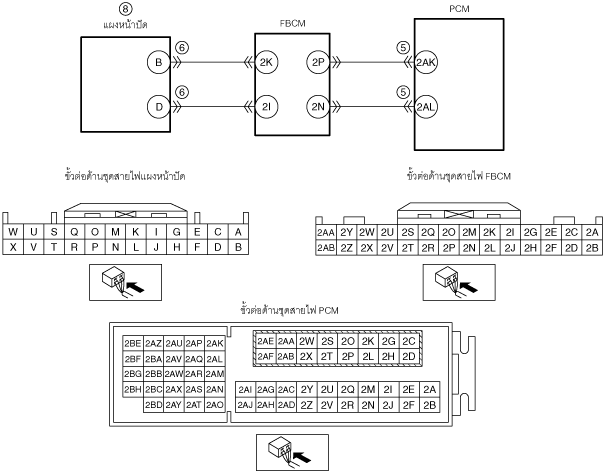 ⑧
แผงหน้าปัด
FBCM
PCM
B ⑥ 2K 2P ⑤ 2AK
D ⑥ 2I 2N ⑤ 2AL
ขั้วต่อด้านชุดสายไฟแผงหน้าปัด
W U S Q O M K I G E C A
X V T R P N L J H F D B
ขั้วต่อด้านชุดสายไฟ FBCM
2AA 2Y 2W 2U 2S 2Q 2O 2M 2K 2I 2G 2E 2C 2A
2AB 2Z 2X 2V 2T 2R 2P 2N 2L 2J 2H 2F 2D 2B
ขั้วต่อด้านชุดสายไฟ PCM
2BE 2AZ 2AU 2AP 2AK
2BF 2BA 2AV 2AQ 2AL
2BG 2BB 2AW 2AR 2AM
2BH 2BC 2AX 2AS 2AN
2BD 2AY 2AT 2AO
2AE 2AA 2W 2S 2O 2K 2G 2C
2AF 2AB 2X 2T 2P 2L 2H 2D
2AI 2AG 2AC 2Y 2U 2Q 2M 2I 2E 2A
2AJ 2AH 2AD 2Z 2V 2R 2N 2J 2F 2B